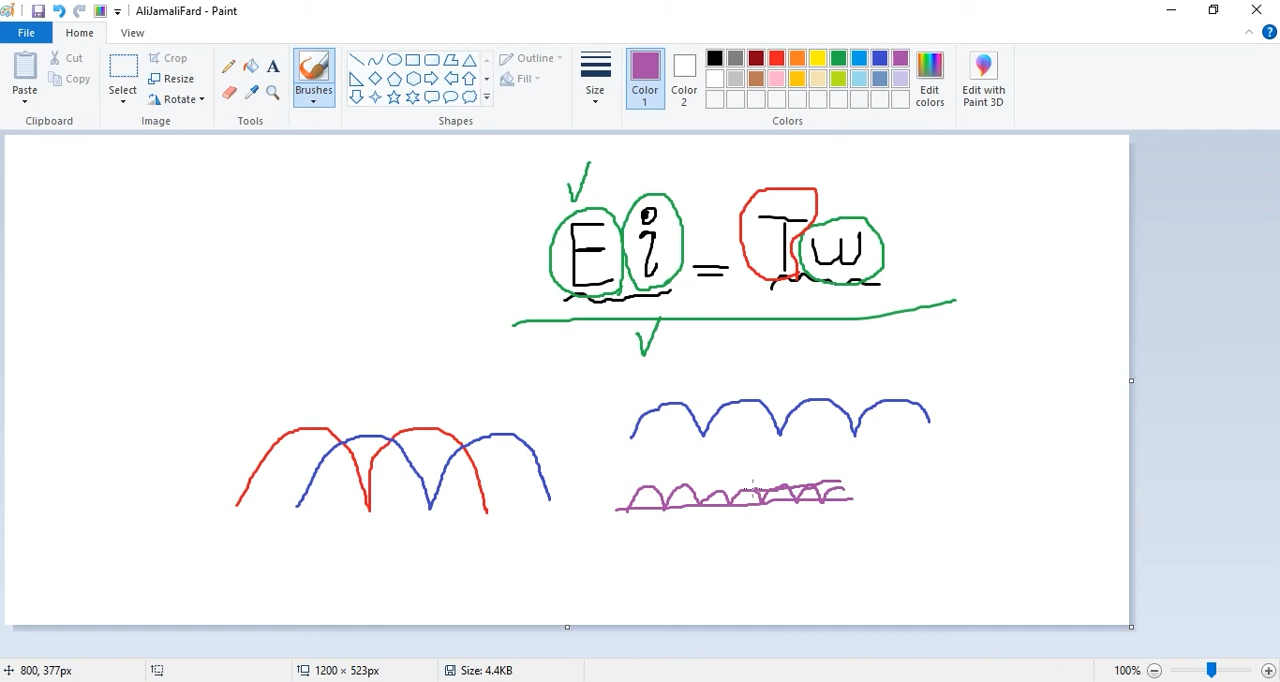 AliJamaliFard - Paint
File
Home
View
Paste
Cut
Copy
Clipboard
Select
Crop
Resize
Rotate
Image
A
Tools
Brushes
Outline
Fill
Shapes
Size
Color 1
Color 2
Edit colors
Colors
Edit with Paint 3D
E i = T w
800, 377px
1200 × 523px
Size: 4.4KB
100%